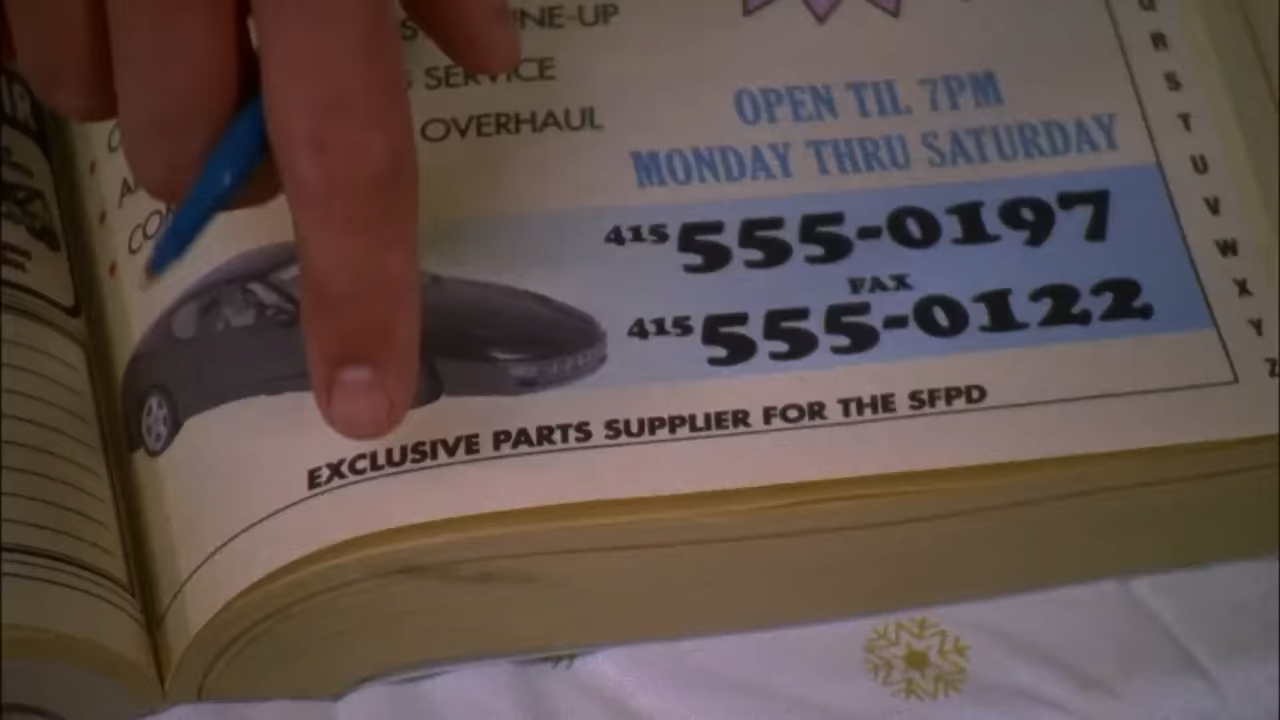 UNE-UP
SERVICE
OVERHAUL
OPEN TIL 7PM
MONDAY THRU SATURDAY
415 555-0197
FAX
415 555-0122
EXCLUSIVE PARTS SUPPLIER FOR THE SFPD
R
S
T
U
V
W
X
Y
Z